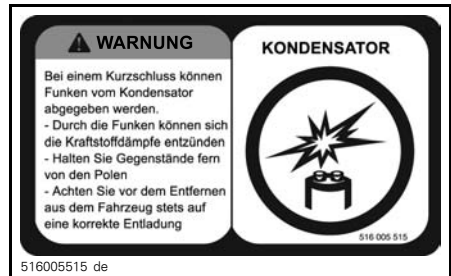 WARNUNG
Bei einem Kurzschluss können
Funken vom Kondensator
abgegeben werden.
- Durch die Funken können sich
die Kraftstoffdämpfe entzünden
- Halten Sie Gegenstände fern
von den Polen
- Achten Sie vor dem Entfernen
aus dem Fahrzeug stets auf
eine korrekte Entladung
KONDENSATOR
516 005 515
516005515 de